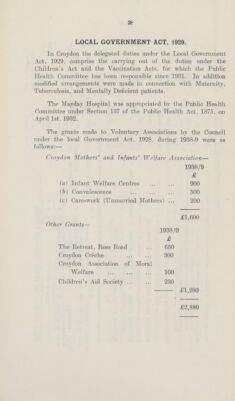 28
LOCAL GOVERNMENT ACT, 1929.
In Croydon the delegated duties under the Local Government
Act, 1929, comprise the carrying out of the duties under the
Children's Act and the Vaccination Acts, for which the Public
Health Committee has been responsible since 1931. In addition
modified arrangements were made in connection with Maternity,
Tuberculosis, and Mentally Deficient patients.
The Mayday Hospital was appropriated by the Public Health
Committee under Section 137 of the Public Health Act, 1875, on
April 1st, 1932.
The grants made to Voluntary Associations by the Council
under the local Government Act, 1929, during 1938-9 were as
follows:—
Croydon Mothers' and Infants' Welfare Association—
1938/9
£
(a) Infant Welfare Centres ... ... 900
(b) Convalescence ... ... 500
(c) Care-work (Unmarried Mothers) ... 200
£1,600
Other Grants—
1938/9
£
The Retreat, Ross Road ... 650
Croydon Crèche ... ... 300
Croydon Association of Moral
Welfare ... ... ... 100
Children's Aid Society ... ... 230
£1,280
£2,880